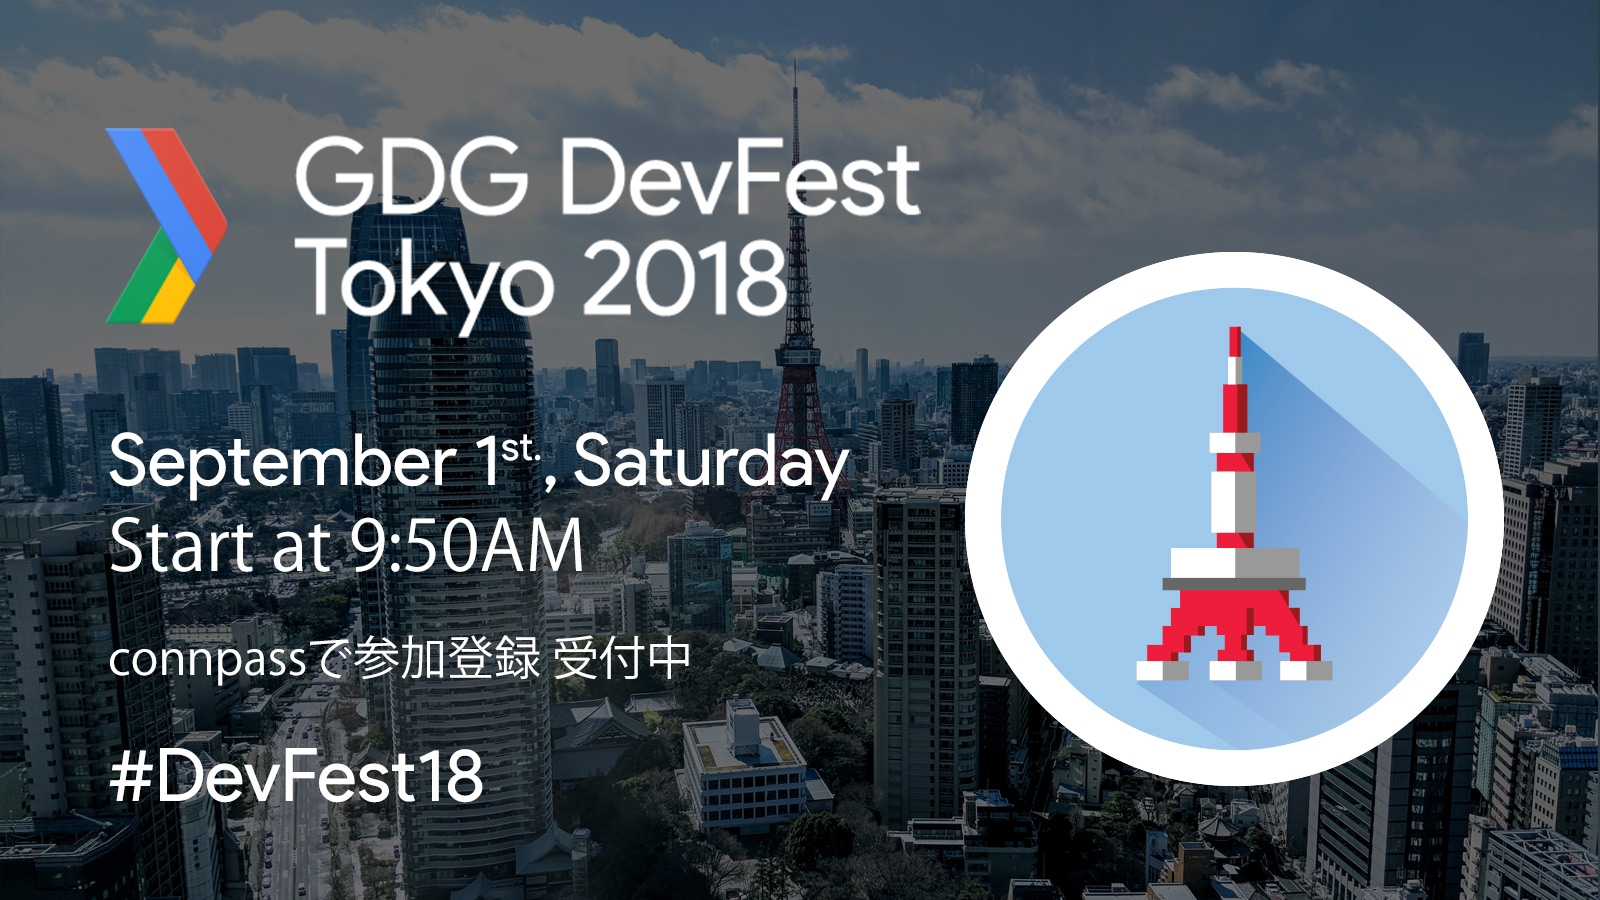 GDG DevFest
Tokyo 2018
September 1st., Saturday
Start at 9:50AM
connpassで参加登録 受付中
#DevFest18